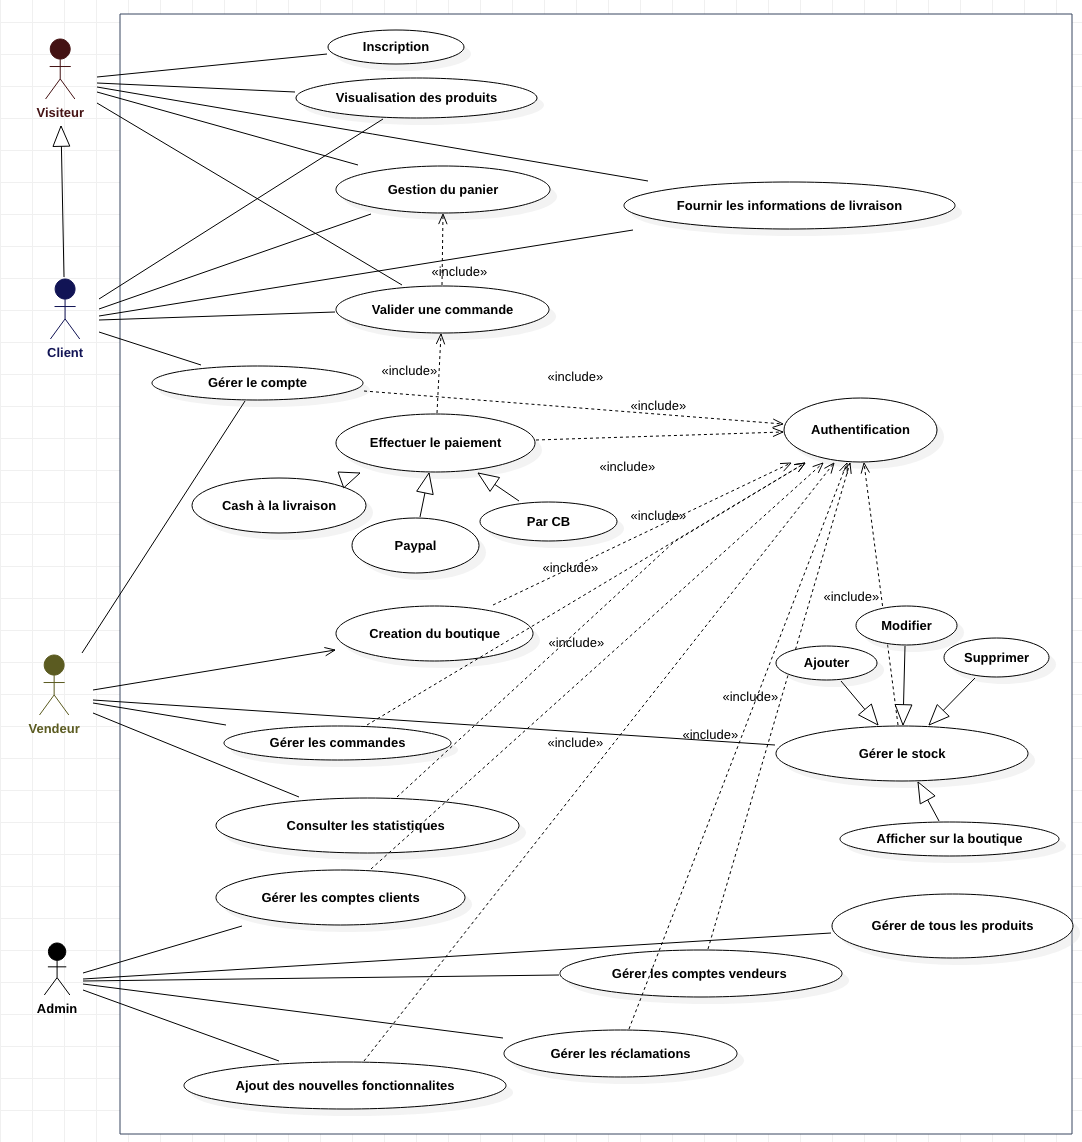 Inscription
Visualisation des produits
Visiteur
Gestion du panier
Fournir les informations de livraison
«include»
Valider une commande
Client
«include»
«include»
Gérer le compte
«include»
Authentification
Effectuer le paiement
«include»
Cash à la livraison
«include»
Par CB
Paypal
«include»
«include»
Modifier
Creation du boutique
«include»
Supprimer
Ajouter
«include»
Vendeur
«include»
Gérer les commandes
«include»
Gérer le stock
Consulter les statistiques
Afficher sur la boutique
Gérer les comptes clients
Gérer de tous les produits
Gérer les comptes vendeurs
Admin
Gérer les réclamations
Ajout des nouvelles fonctionnalites